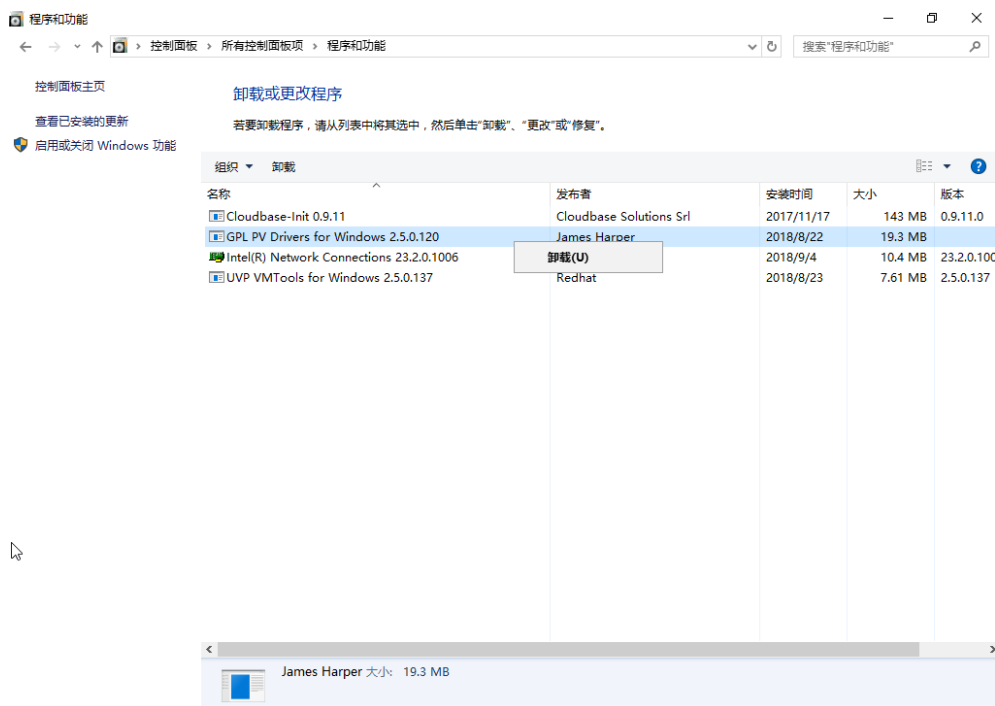 程序和功能
控制面板 › 所有控制面板项 › 程序和功能
搜索"程序和功能"
控制面板主页
查看已安装的更新
启用或关闭 Windows 功能
卸载或更改程序
若要卸载程序，请从列表中将其选中，然后单击"卸载"、"更改"或"修复"。
组织 卸载
名称 发布者 安装时间 大小 版本
Cloudbase-Init 0.9.11 Cloudbase Solutions Srl 2017/11/17 143 MB 0.9.11.0
GPL PV Drivers for Windows 2.5.0.120 James Harper 2018/8/22 19.3 MB
Intel(R) Network Connections 23.2.0.1006 2018/9/4 10.4 MB 23.2.0.100
卸载(U)
UVP VMTools for Windows 2.5.0.137 Redhat 2018/8/23 7.61 MB 2.5.0.137
James Harper 大小: 19.3 MB